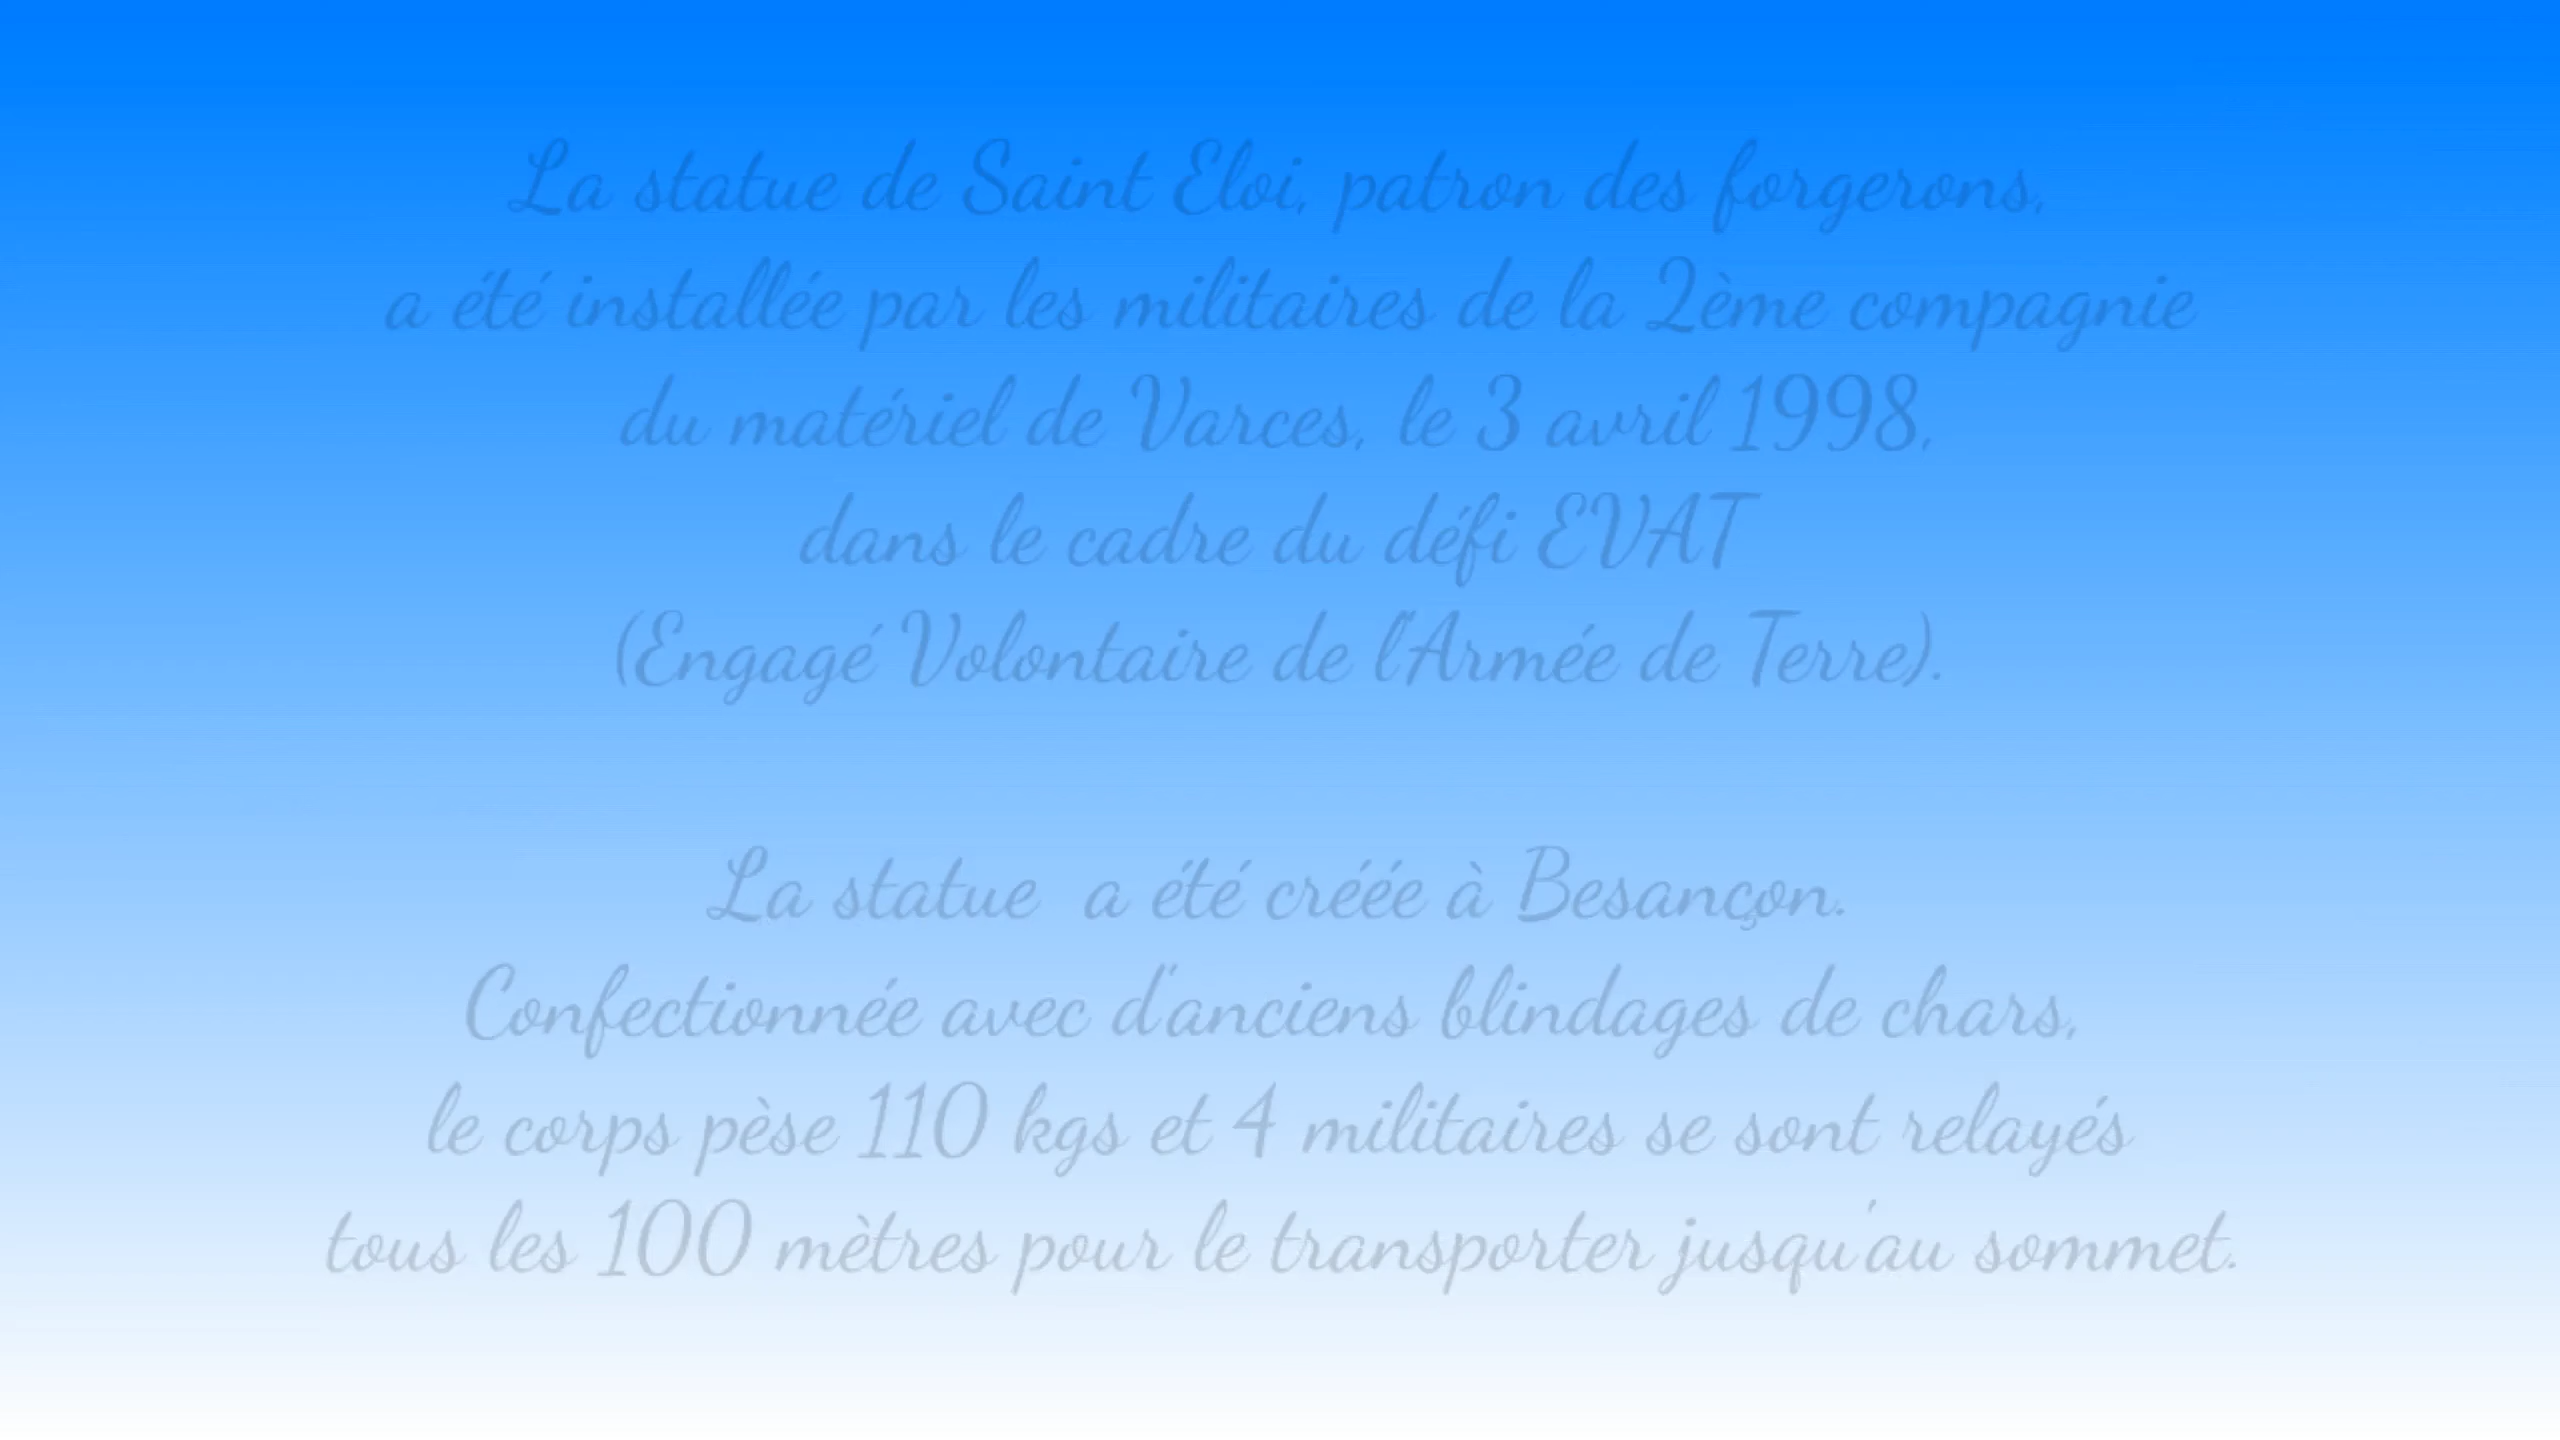 La statue de Saint Eloi, patron des forgerons,
a été installée par les militaires de la 2ème compagnie
du matériel de Varces, le 3 avril 1998,
dans le cadre du défi EVAT
(Engagé Volontaire de l'Armée de Terre).
La statue  a été créée à Besançon.
Confectionnée avec d'anciens blindages de chars,
le corps pèse 110 kgs et 4 militaires se sont relayés
tous les 100 mètres pour le transporter jusqu'au sommet.